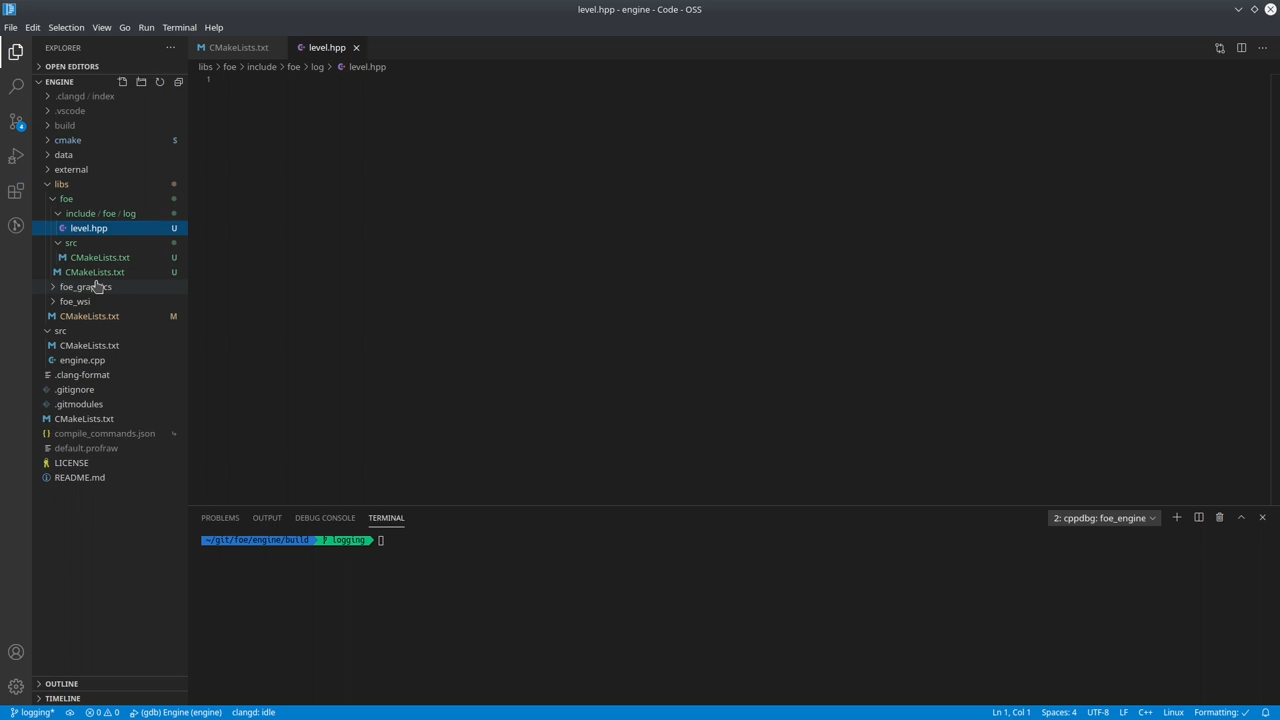 level.hpp - engine - Code - OSS
File Edit Selection View Go Run Terminal Help
EXPLORER
OPEN EDITORS
ENGINE
.clangd / index
.vscode
build
cmake S
data
external
libs
foe
include / foe / log
level.hpp U
src
CMakeLists.txt U
CMakeLists.txt U
foe_graphics
foe_wsi
CMakeLists.txt M
src
CMakeLists.txt
engine.cpp
.clang-format
.gitignore
.gitmodules
CMakeLists.txt
compile_commands.json
default.profraw
LICENSE
README.md
OUTLINE
TIMELINE
4
CMakeLists.txt level.hpp
libs > foe > include > foe > log > level.hpp
1
PROBLEMS OUTPUT DEBUG CONSOLE TERMINAL 2: cppdbg: foe_engine
~/git/foe/engine/build logging
logging* 0 0 (gdb) Engine (engine) clangd: idle Ln 1, Col 1 Spaces: 4 UTF-8 LF C++ Linux Formatting: ✓